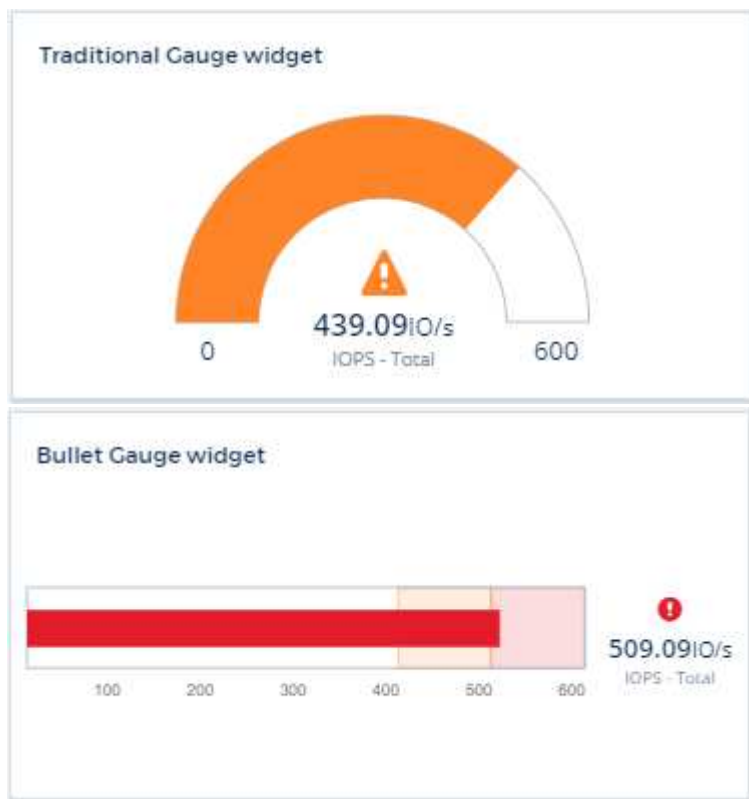 Traditional Gauge widget
439.09IO/s
0
IOPS - Total
600
Bullet Gauge widget
509.09IO/s
IOPS - Total
100 200 300 400 500 600